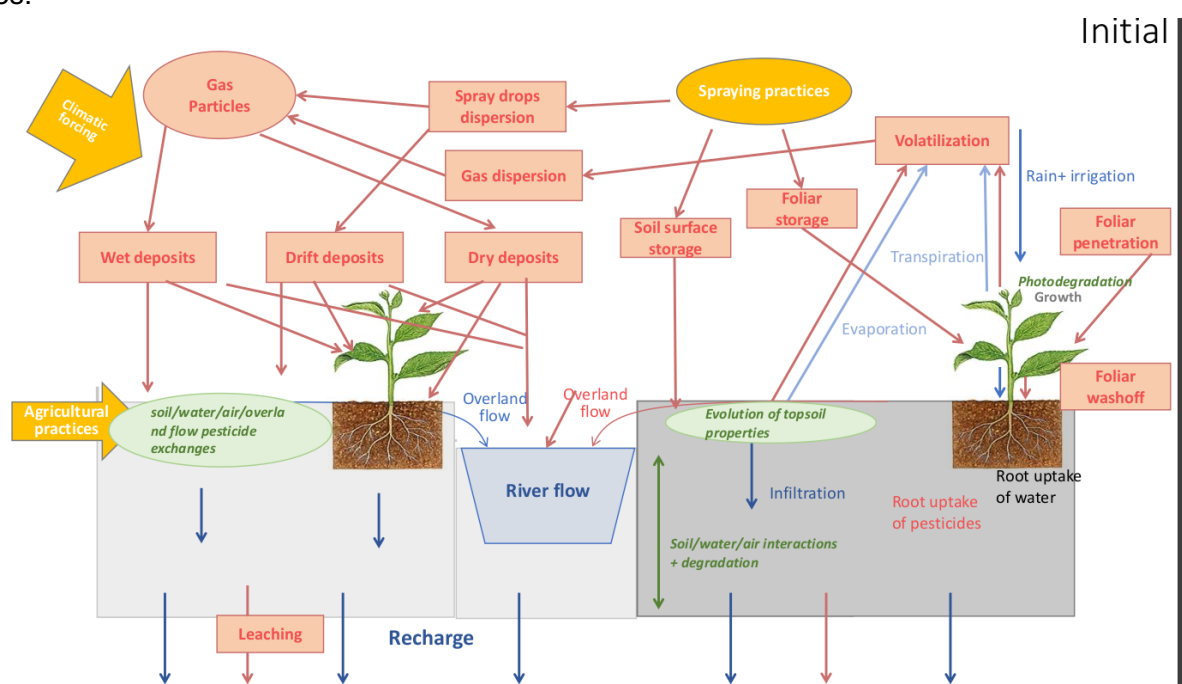 Initial
Gas
Particles
Climatic
forcing
Spray drops
dispersion
Spraying practices
Volatilization
Gas dispersion
Rain+ irrigation
Foliar
storage
Foliar
penetration
Soil surface
storage
Wet deposits
Drift deposits
Dry deposits
Transpiration
Photodegradation
Growth
Evaporation
Foliar
washoff
Agricultural
practices
soil/water/air/overla
nd flow pesticide
exchanges
Overland
flow
Overland
flow
Evolution of topsoil
properties
River flow
Infiltration
Root uptake
of water
Root uptake
of pesticides
Soil/water/air interactions
+ degradation
Leaching
Recharge